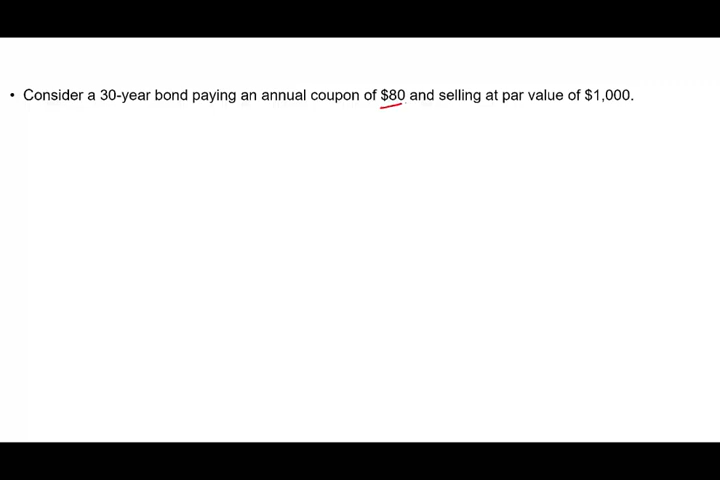 • Consider a 30-year bond paying an annual coupon of $80 and selling at par value of $1,000.